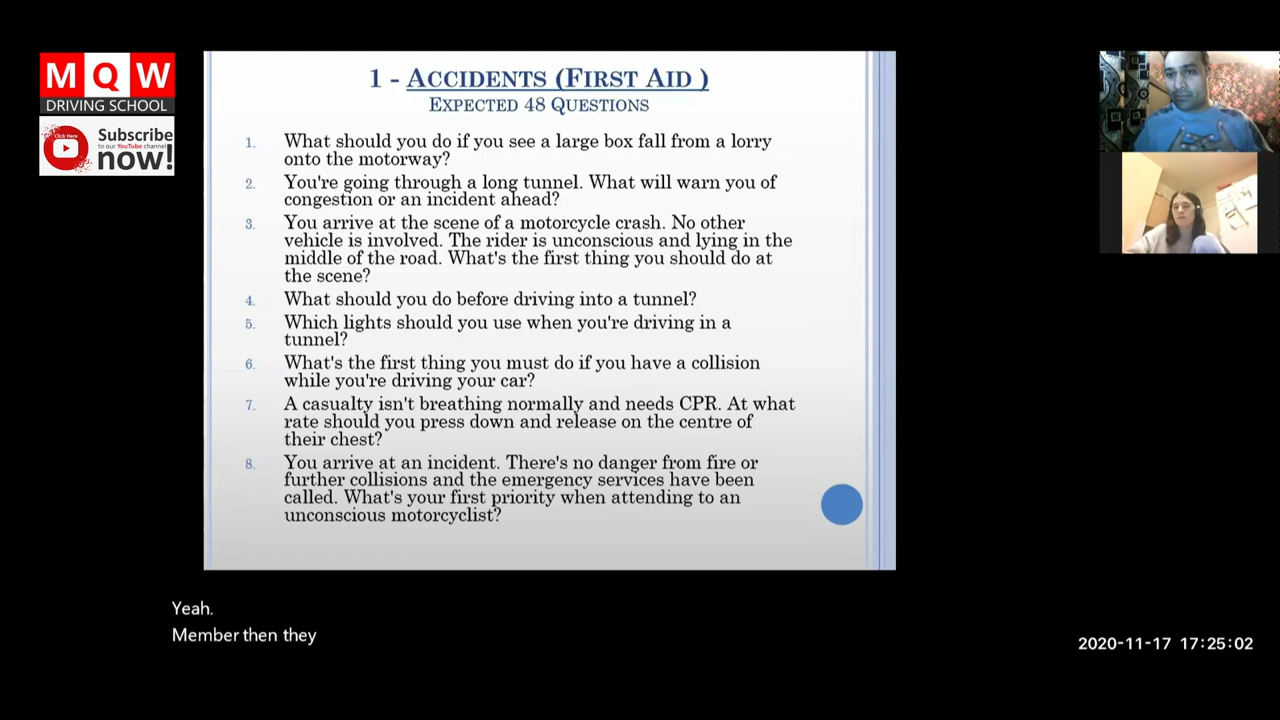 MQW
DRIVING SCHOOL
Click Here
Subscribe
to our YouTube channel
now!
1 - ACCIDENTS (FIRST AID )
EXPECTED 48 QUESTIONS
1. What should you do if you see a large box fall from a lorry
onto the motorway?
2. You're going through a long tunnel. What will warn you of
congestion or an incident ahead?
3. You arrive at the scene of a motorcycle crash. No other
vehicle is involved. The rider is unconscious and lying in the
middle of the road. What's the first thing you should do at
the scene?
4. What should you do before driving into a tunnel?
5. Which lights should you use when you're driving in a
tunnel?
6. What's the first thing you must do if you have a collision
while you're driving your car?
7. A casualty isn't breathing normally and needs CPR. At what
rate should you press down and release on the centre of
their chest?
8. You arrive at an incident. There's no danger from fire or
further collisions and the emergency services have been
called. What's your first priority when attending to an
unconscious motorcyclist?
Yeah.
Member then they
2020-11-17 17:25:02